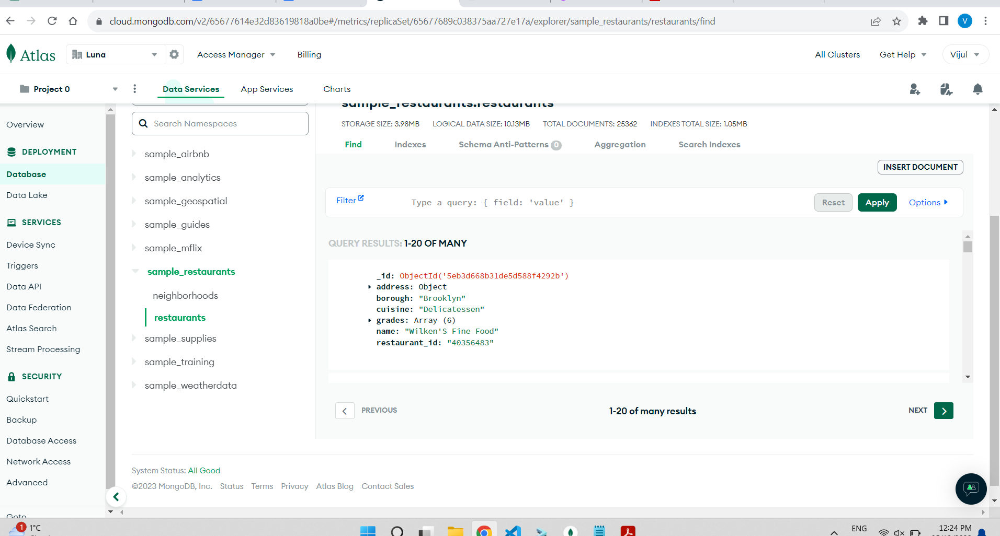 cloud.mongodb.com/v2/65677614e32d83619818a0be#/metrics/replicaSet/65677689c038375aa727e17a/explorer/sample_restaurants/restaurants/find
V
Atlas
Luna
Access Manager
Billing
All Clusters
Get Help
Vijul
Project 0
Data Services
App Services
Charts
Overview
DEPLOYMENT
Database
Data Lake
SERVICES
Device Sync
Triggers
Data API
Data Federation
Atlas Search
Stream Processing
SECURITY
Quickstart
Backup
Database Access
Network Access
Advanced
Goto
Search Namespaces
sample_airbnb
sample_analytics
sample_geospatial
sample_guides
sample_mflix
sample_restaurants
neighborhoods
restaurants
sample_supplies
sample_training
sample_weatherdata
sample_restaurants.restaurants
STORAGE SIZE: 3.98MB LOGICAL DATA SIZE: 10.13MB TOTAL DOCUMENTS: 25362 INDEXES TOTAL SIZE: 1.05MB
Find Indexes Schema Anti-Patterns 0 Aggregation Search Indexes
INSERT DOCUMENT
Filter Type a query: { field: 'value' } Reset Apply Options
QUERY RESULTS: 1-20 OF MANY
_id: ObjectId('5eb3d668b31de5d588f4292b')
address: Object
borough: "Brooklyn"
cuisine: "Delicatessen"
grades: Array (6)
name: "Wilken'S Fine Food"
restaurant_id: "40356483"
PREVIOUS 1-20 of many results NEXT
System Status: All Good
©2023 MongoDB, Inc. Status Terms Privacy Atlas Blog Contact Sales
1
1°C
ENG
12:24 PM